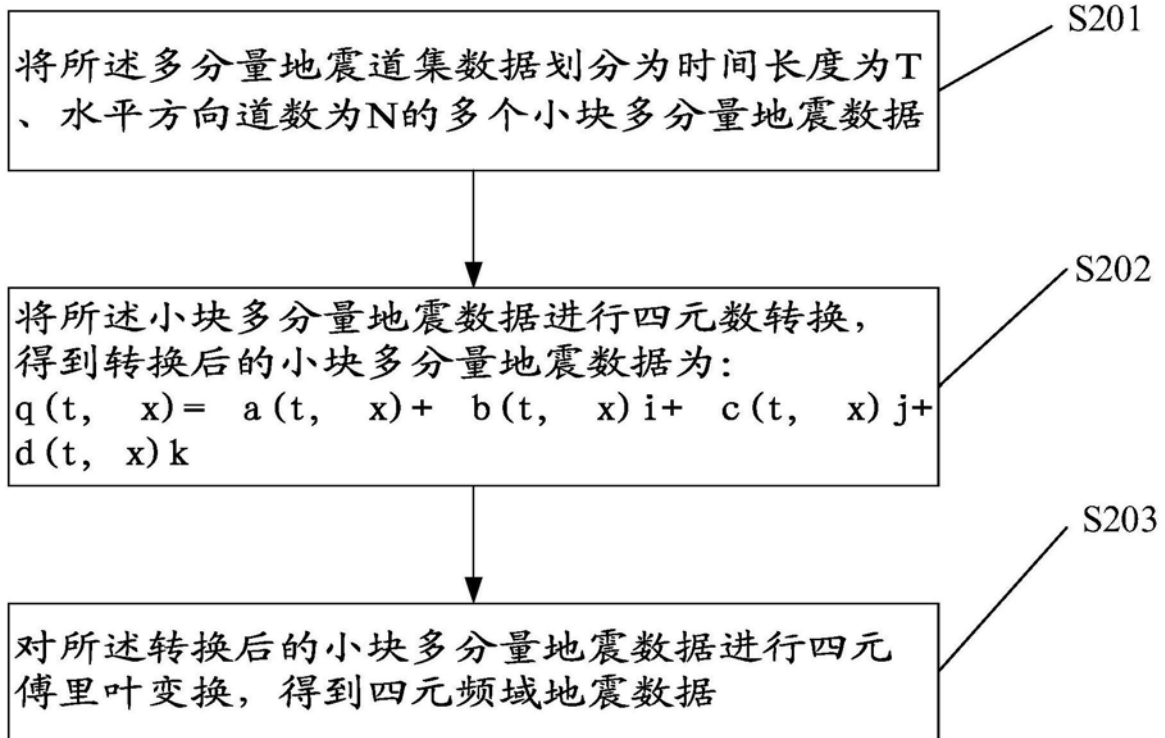 S201
将所述多分量地震道集数据划分为时间长度为T
、水平方向道数为N的多个小块多分量地震数据
S202
将所述小块多分量地震数据进行四元数转换，
得到转换后的小块多分量地震数据为：
q(t, x)= a(t, x)+ b(t, x)i+ c(t, x)j+
d(t, x)k
S203
对所述转换后的小块多分量地震数据进行四元
傅里叶变换，得到四元频域地震数据